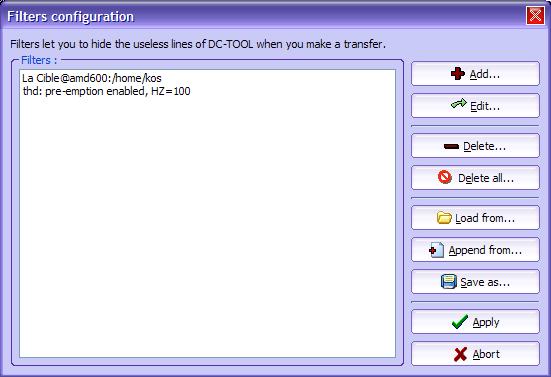 Filters configuration
Filters let you to hide the useless lines of DC-TOOL when you make a transfer.
Filters :
La Cible@amd600:/home/kos
thd: pre-emption enabled, HZ=100
Add...
Edit...
Delete...
Delete all...
Load from...
Append from...
Save as...
Apply
Abort